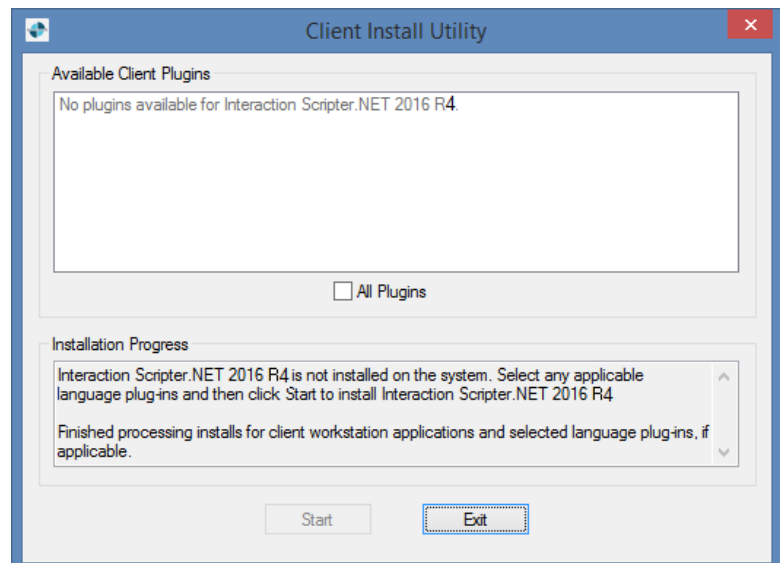 Client Install Utility
Available Client Plugins
No plugins available for Interaction Scripter.NET 2016 R4.
All Plugins
Installation Progress
Interaction Scripter.NET 2016 R4 is not installed on the system. Select any applicable
language plug-ins and then click Start to install Interaction Scripter.NET 2016 R4
Finished processing installs for client workstation applications and selected language plug-ins, if
applicable.
Start
Exit